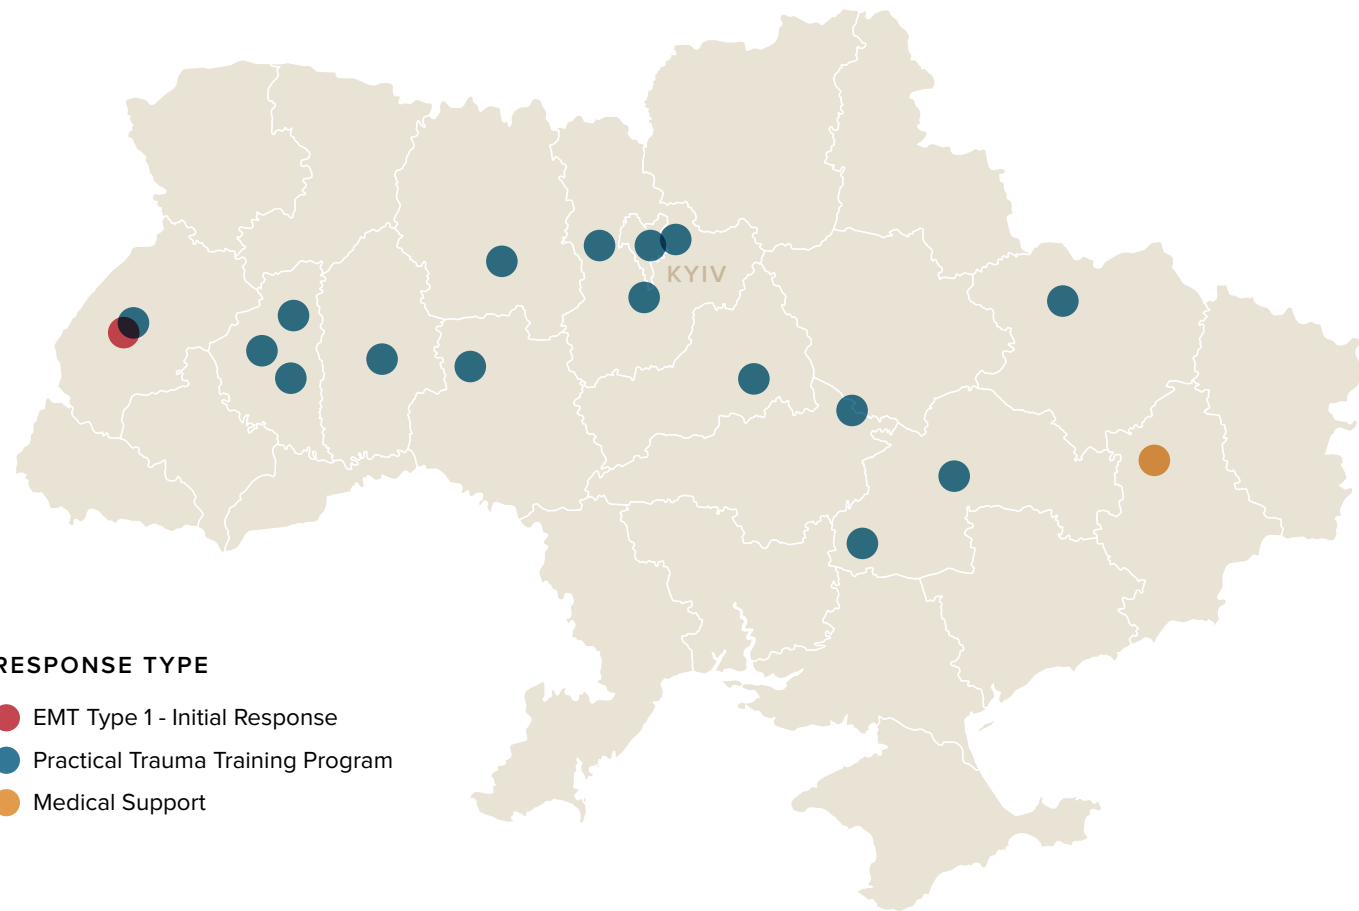 KYIV
RESPONSE TYPE
EMT Type 1 - Initial Response
Practical Trauma Training Program
Medical Support